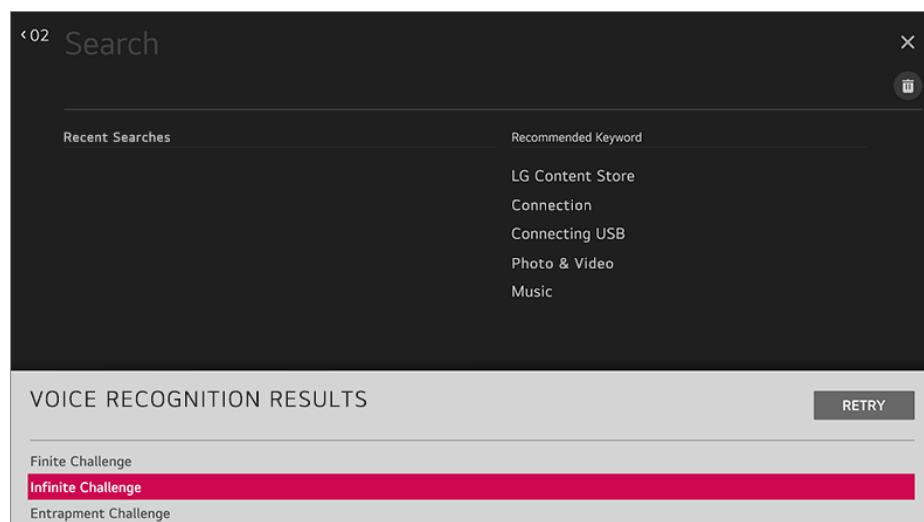 ‹ 02
Search
Recent Searches
Recommended Keyword
LG Content Store
Connection
Connecting USB
Photo & Video
Music
VOICE RECOGNITION RESULTS
RETRY
Finite Challenge
Infinite Challenge
Entrapment Challenge